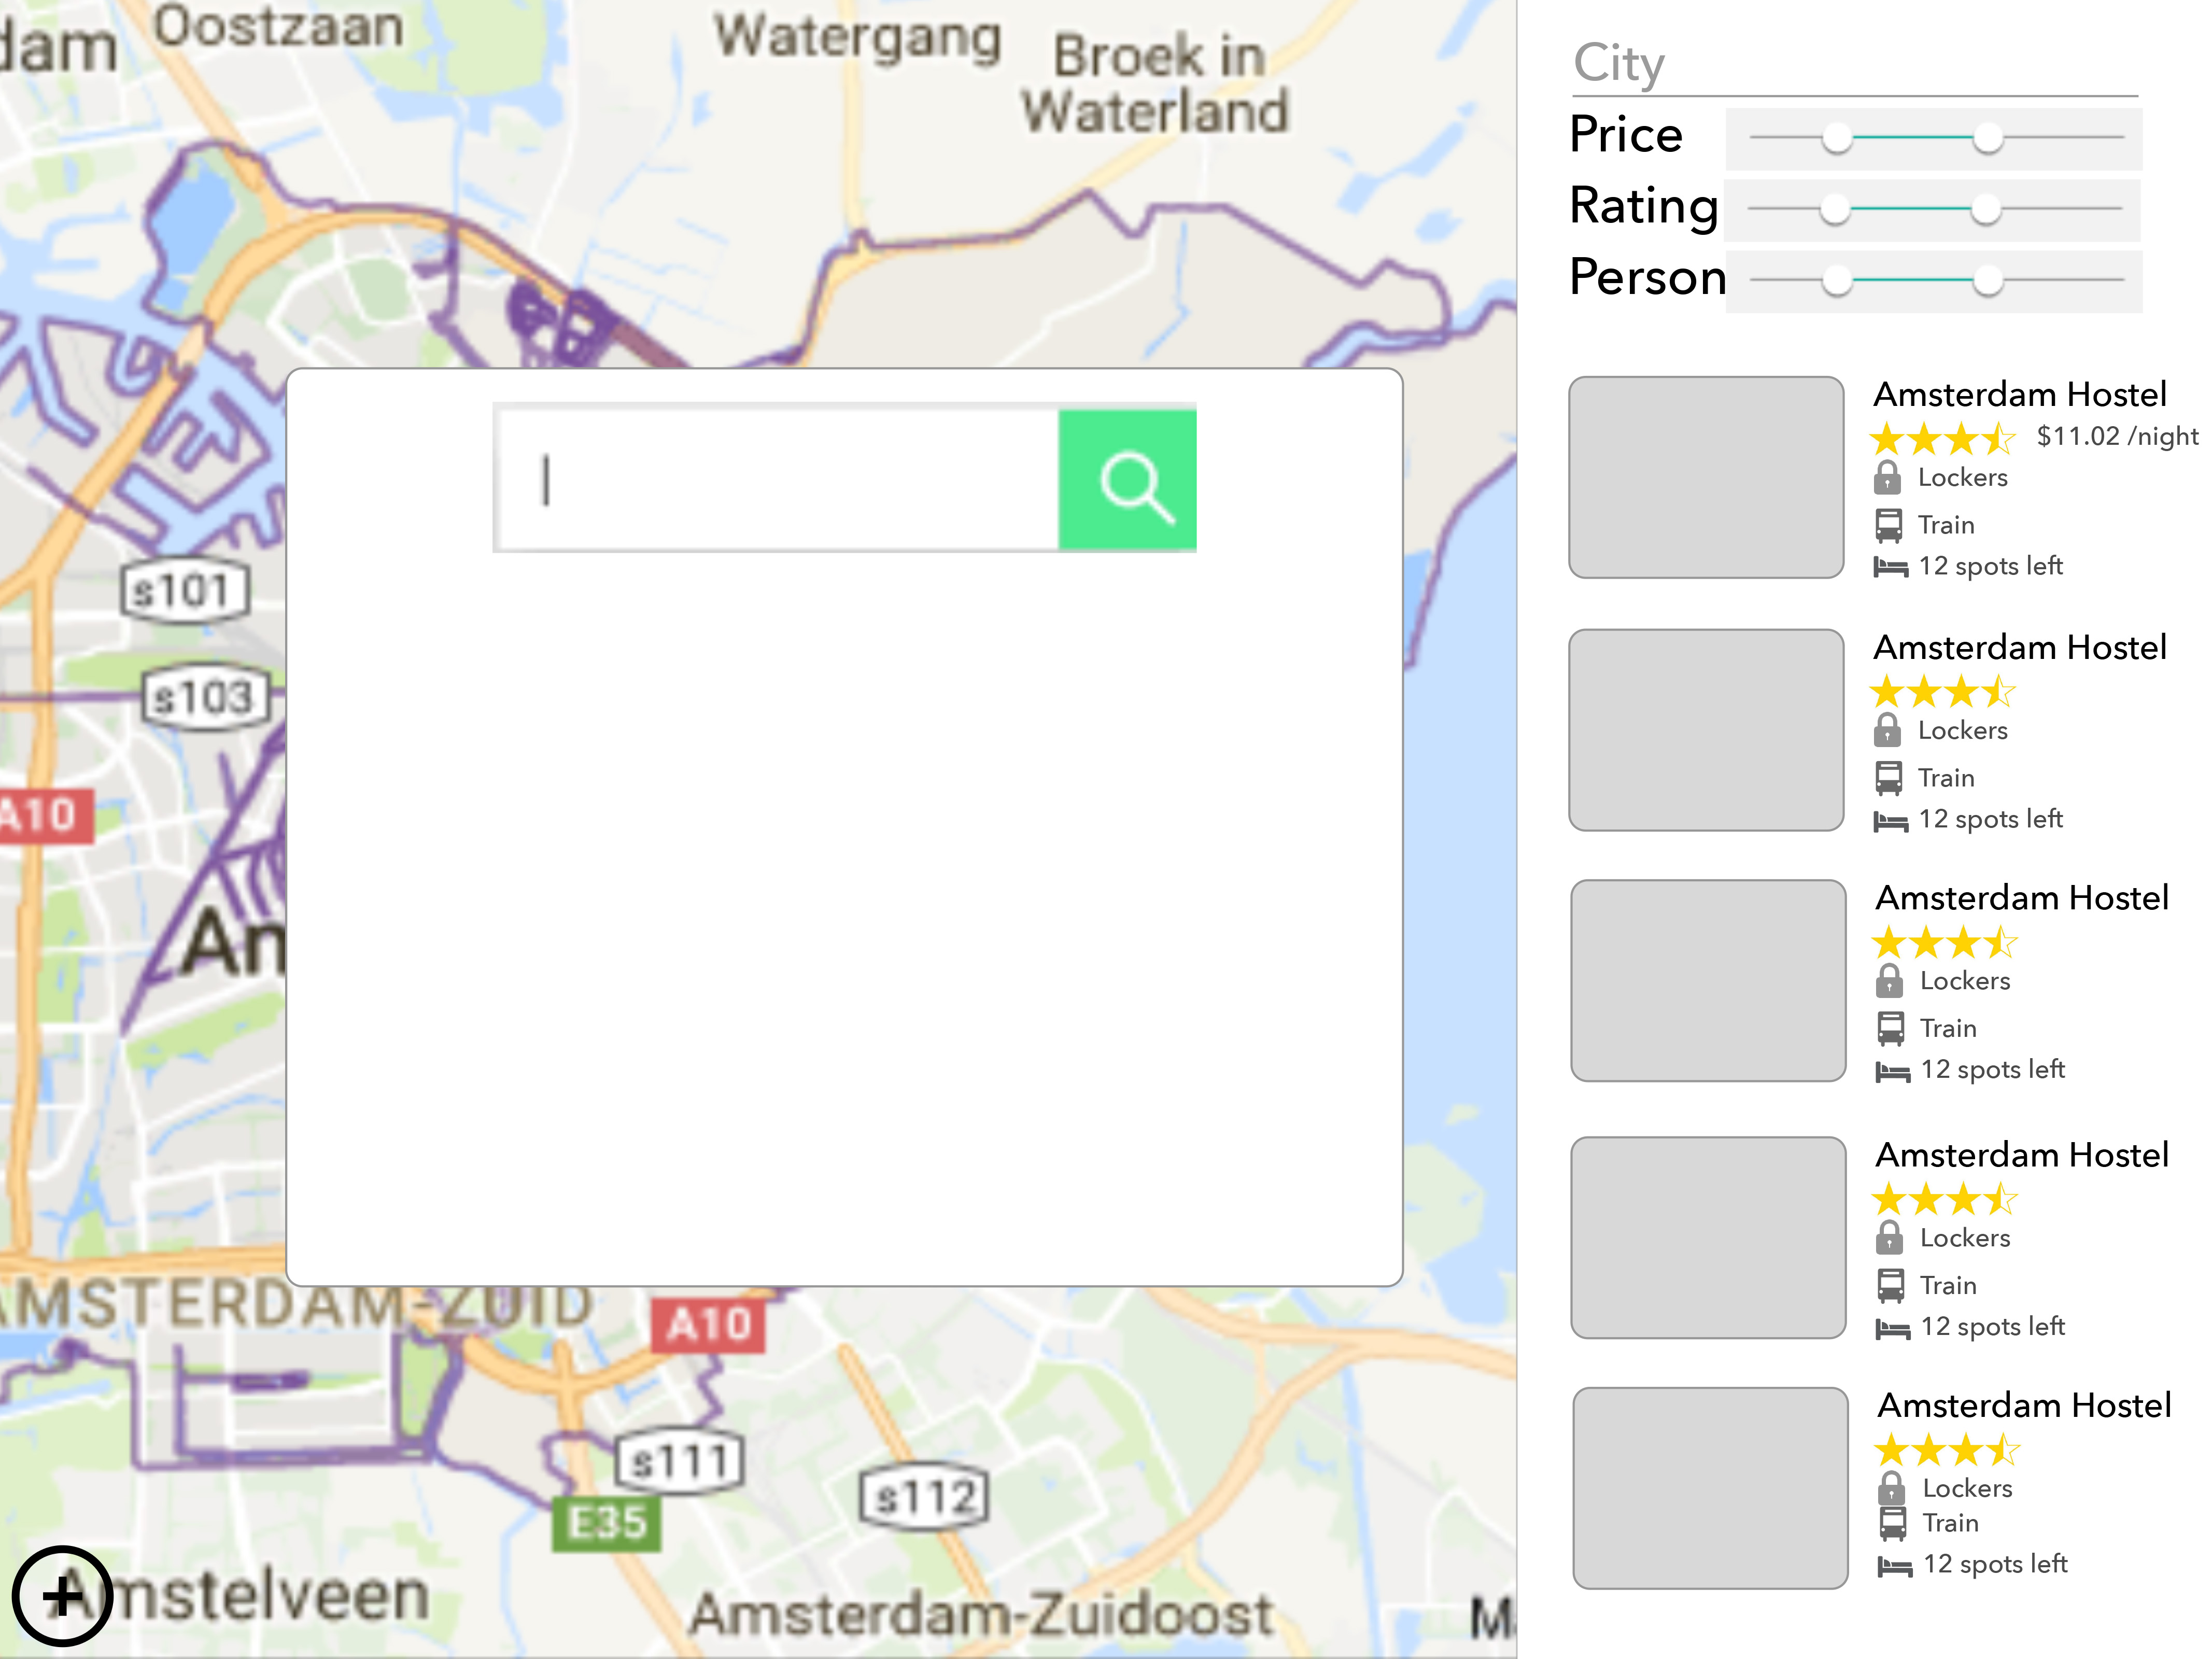 dam
Oostzaan
Watergang
Broek in
Waterland
s101
s103
A10
Am
AMSTERDAM-ZUID
A10
s111
s112
E35
Amstelveen
Amsterdam-Zuidoost
City
Price
Rating
Person
Amsterdam Hostel
$11.02 /night
Lockers
Train
12 spots left
Amsterdam Hostel
Lockers
Train
12 spots left
Amsterdam Hostel
Lockers
Train
12 spots left
Amsterdam Hostel
Lockers
Train
12 spots left
Amsterdam Hostel
Lockers
Train
12 spots left